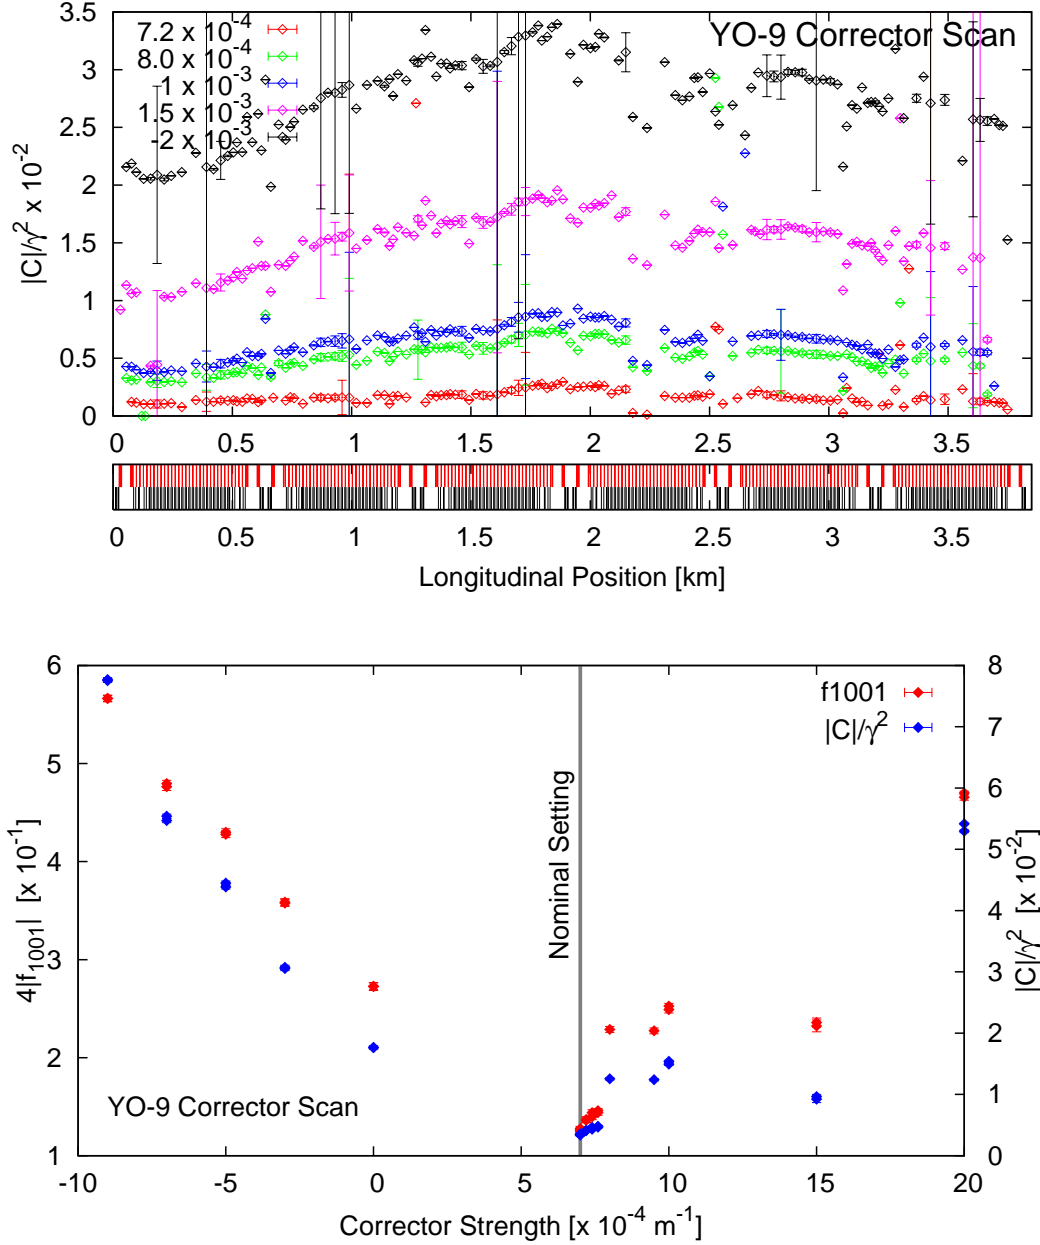 YO-9 Corrector Scan
7.2 x 10^-4
8.0 x 10^-4
1 x 10^-3
1.5 x 10^-3
-2 x 10^-3
|C|/γ^2 x 10^-2
3.5
3
2.5
2
1.5
1
0.5
0
0 0.5 1 1.5 2 2.5 3 3.5
0 0.5 1 1.5 2 2.5 3 3.5
Longitudinal Position [km]
6
5
4
3
2
1
4|f_1001| [x 10^-1]
f1001
|C|/γ^2
Nominal Setting
YO-9 Corrector Scan
8
7
6
5
4
3
2
1
0
|C|/γ^2 [x 10^-2]
-10 -5 0 5 10 15 20
Corrector Strength [x 10^-4 m^-1]